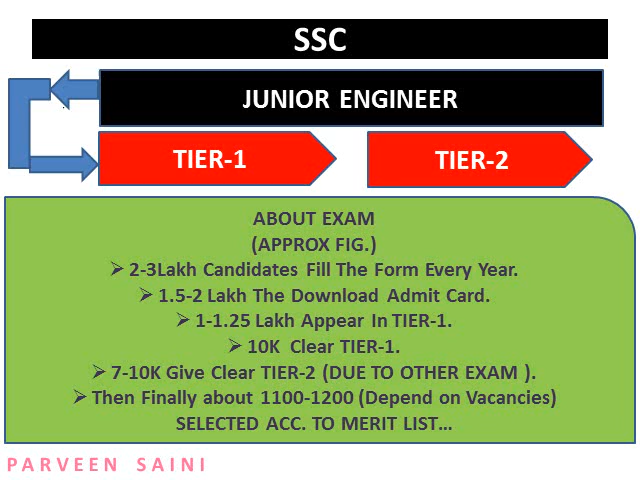 SSC
JUNIOR ENGINEER
TIER-1
TIER-2
ABOUT EXAM
(APPROX FIG.)
➢ 2-3Lakh Candidates Fill The Form Every Year.
➢ 1.5-2 Lakh The Download Admit Card.
➢ 1-1.25 Lakh Appear In TIER-1.
➢ 10K Clear TIER-1.
➢ 7-10K Give Clear TIER-2 (DUE TO OTHER EXAM ).
➢ Then Finally about 1100-1200 (Depend on Vacancies)
SELECTED ACC. TO MERIT LIST...
PARVEEN SAINI